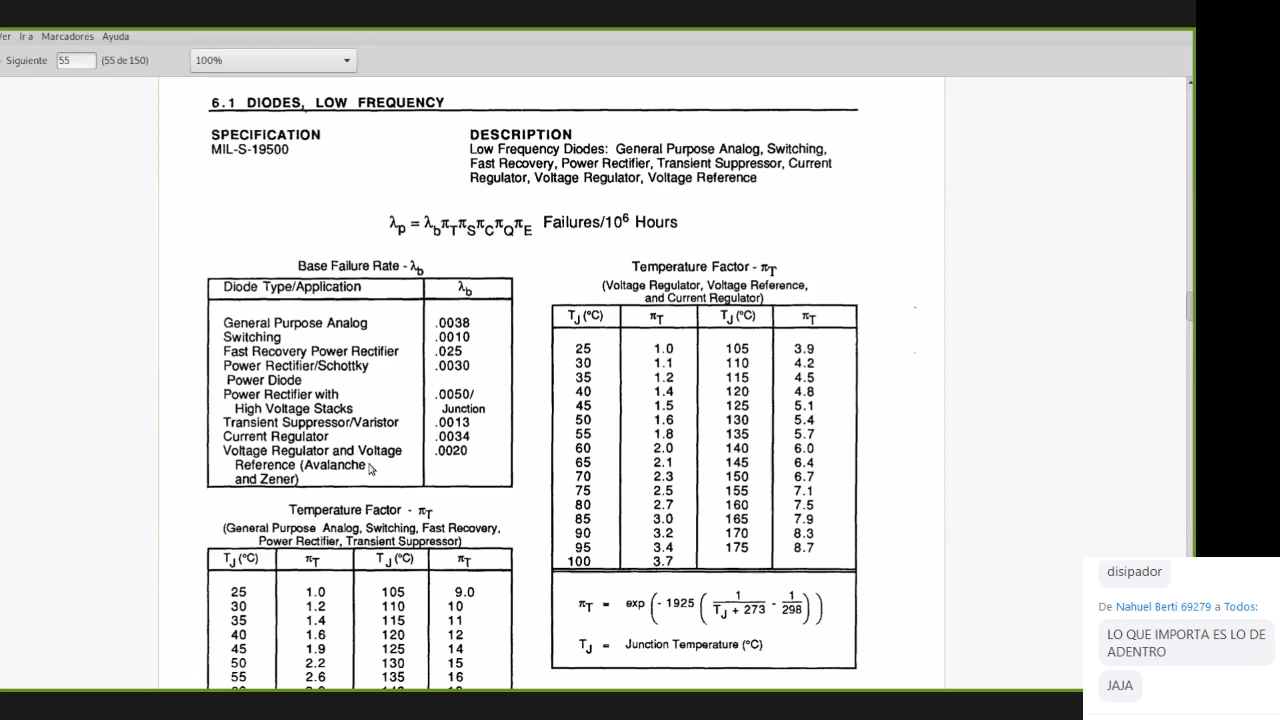 Ver Ir a Marcadores Ayuda
Siguiente 55 (55 de 150) 100%
6.1 DIODES, LOW FREQUENCY
SPECIFICATION
MIL-S-19500
DESCRIPTION
Low Frequency Diodes: General Purpose Analog, Switching,
Fast Recovery, Power Rectifier, Transient Suppressor, Current
Regulator, Voltage Regulator, Voltage Reference
λp = λbπTπSπCπQπE Failures/10⁶ Hours
Base Failure Rate - λb
Diode Type/Application λb
General Purpose Analog .0038
Switching .0010
Fast Recovery Power Rectifier .025
Power Rectifier/Schottky .0030
Power Diode
Power Rectifier with .0050/
High Voltage Stacks Junction
Transient Suppressor/Varistor .0013
Current Regulator .0034
Voltage Regulator and Voltage .0020
Reference (Avalanche
and Zener)
Temperature Factor - πT
(General Purpose Analog, Switching, Fast Recovery,
Power Rectifier, Transient Suppressor)
TJ (°C) πT TJ (°C) πT
25 1.0 105 9.0
30 1.2 110 10
35 1.4 115 11
40 1.6 120 12
45 1.9 125 14
50 2.2 130 15
55 2.6 135 16
Temperature Factor - πT
(Voltage Regulator, Voltage Reference,
and Current Regulator)
TJ (°C) πT TJ (°C) πT
25 1.0 105 3.9
30 1.1 110 4.2
35 1.2 115 4.5
40 1.4 120 4.8
45 1.5 125 5.1
50 1.6 130 5.4
55 1.8 135 5.7
60 2.0 140 6.0
65 2.1 145 6.4
70 2.3 150 6.7
75 2.5 155 7.1
80 2.7 160 7.5
85 3.0 165 7.9
90 3.2 170 8.3
95 3.4 175 8.7
100 3.7
πT = exp ( - 1925 ( 1 / (TJ + 273) - 1 / 298 ) )
TJ = Junction Temperature (°C)
disipador
De Nahuel Berti 69279 a Todos:
LO QUE IMPORTA ES LO DE
ADENTRO
JAJA